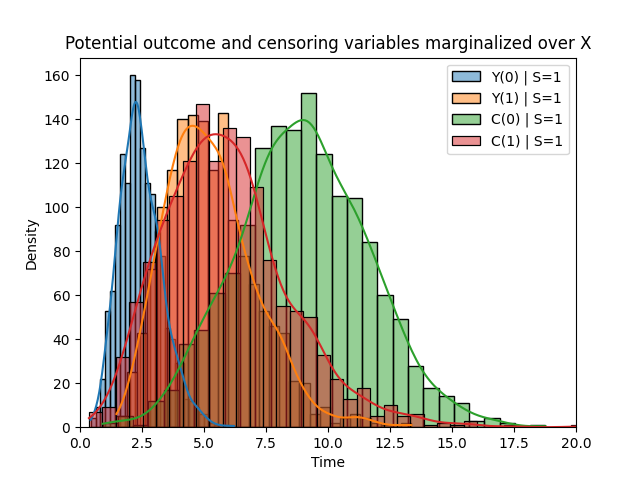 Potential outcome and censoring variables marginalized over X
160
140
120
100
80
60
40
20
0
Density
Y(0) | S=1
Y(1) | S=1
C(0) | S=1
C(1) | S=1
0.0 2.5 5.0 7.5 10.0 12.5 15.0 17.5 20.0
Time